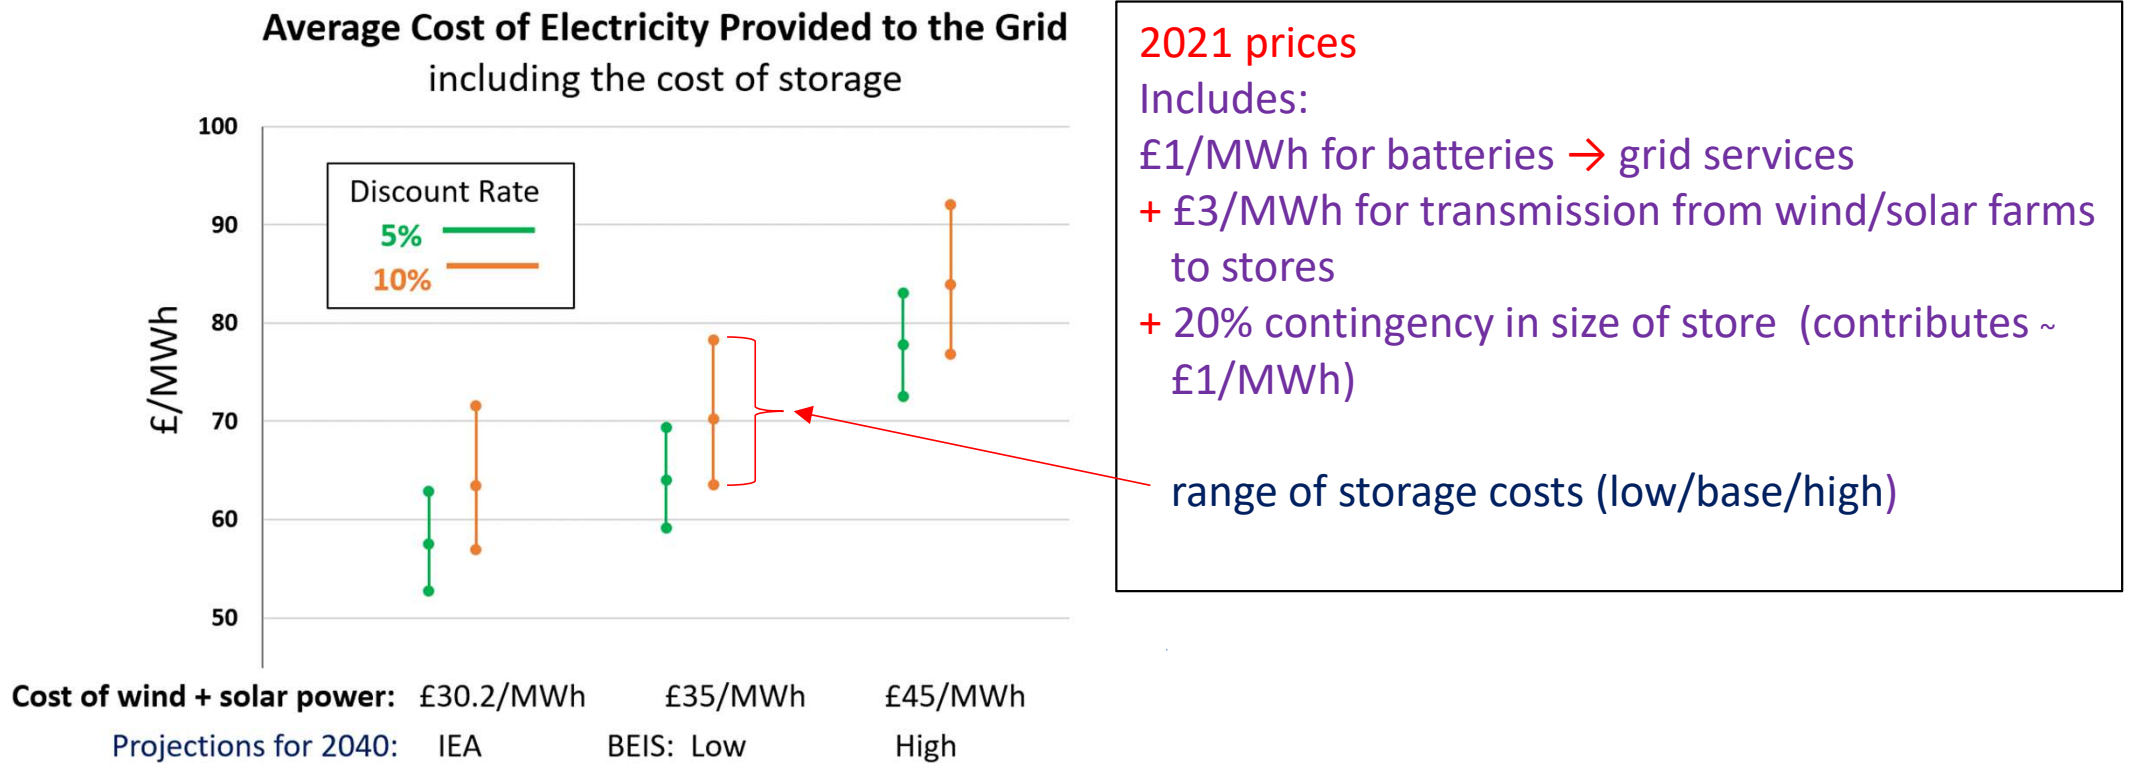 Average Cost of Electricity Provided to the Grid
including the cost of storage
100
90
80
70
60
50
£/MWh
Discount Rate
5%
10%
Cost of wind + solar power: £30.2/MWh £35/MWh £45/MWh
Projections for 2040: IEA BEIS: Low High
2021 prices
Includes:
£1/MWh for batteries → grid services
+ £3/MWh for transmission from wind/solar farms
to stores
+ 20% contingency in size of store (contributes ~
£1/MWh)
range of storage costs (low/base/high)